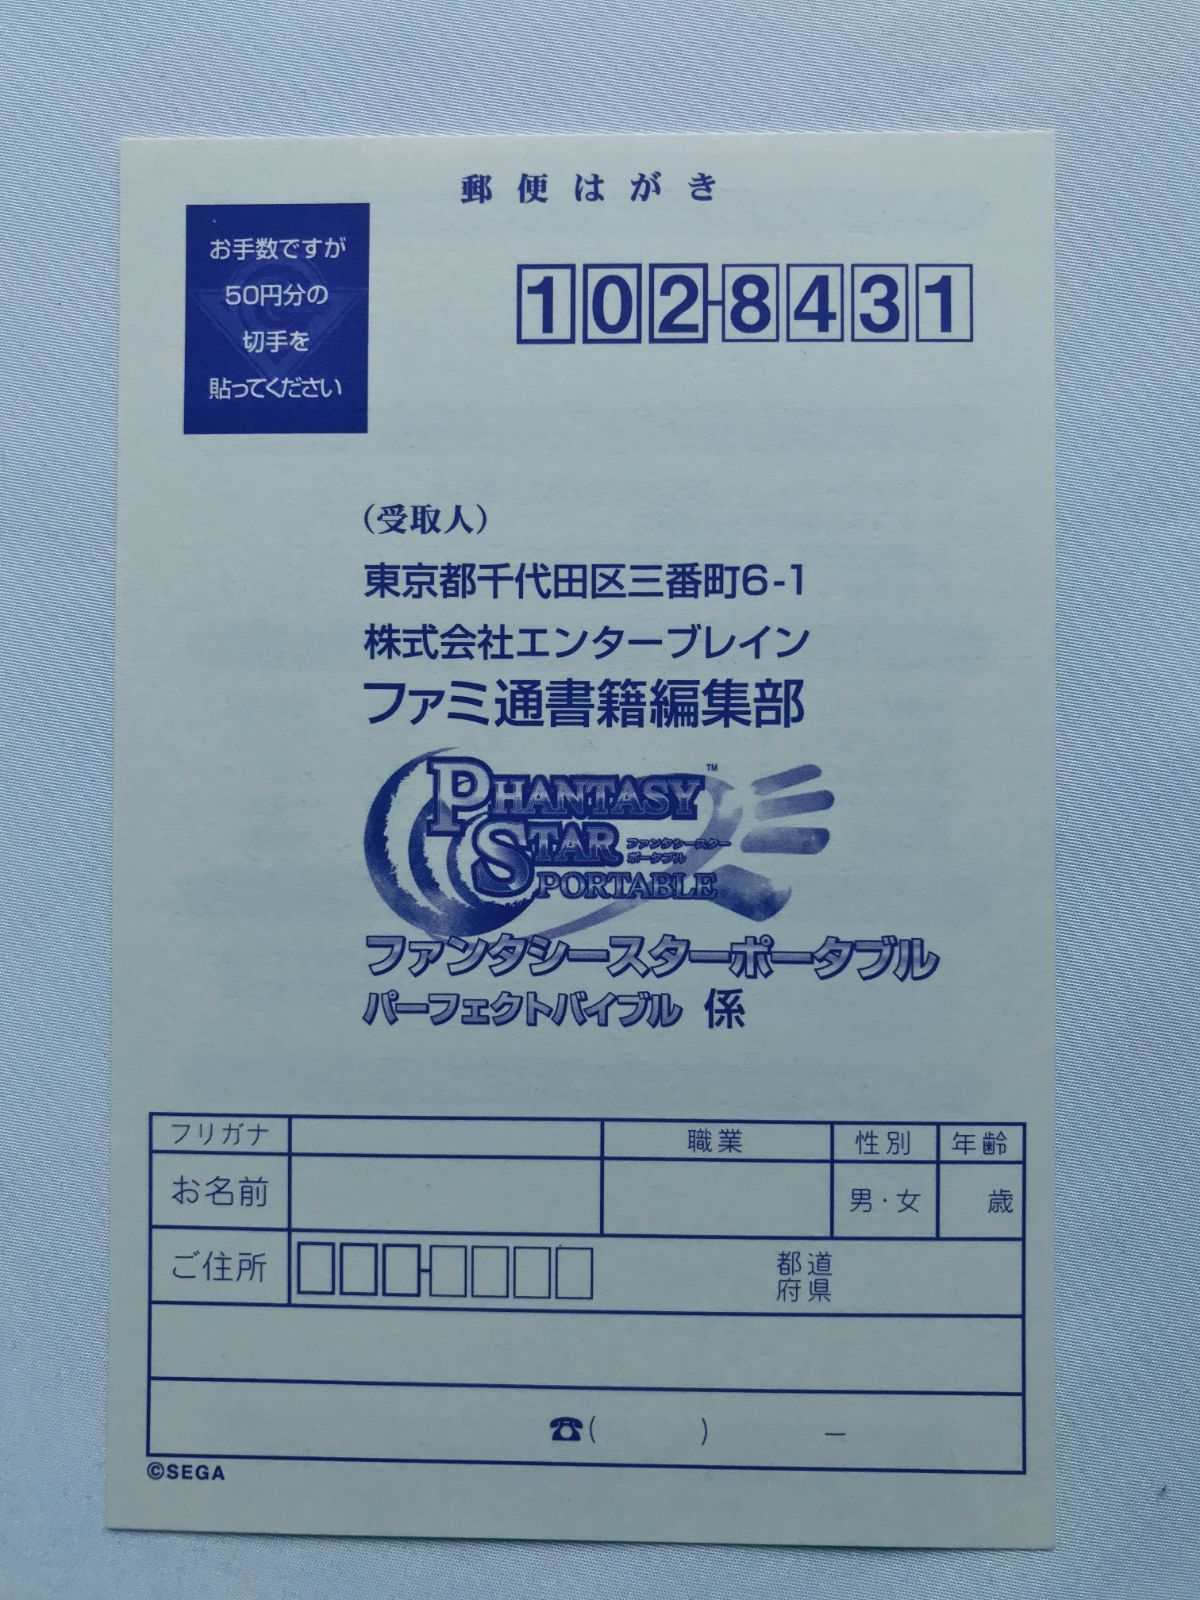 郵便はがき
お手数ですが
50円分の
切手を
貼ってください
102-8431
(受取人)
東京都千代田区三番町6-1
株式会社エンターブレイン
ファミ通書籍編集部
PHANTASY TM
STAR
ファンタシースター
ポータブル
PORTABLE
ファンタシースターポータブル
パーフェクトバイブル 係
フリガナ 職業 性別 年齢
お名前 男・女 歳
ご住所 - 都道
府県
☎( ) −
©SEGA